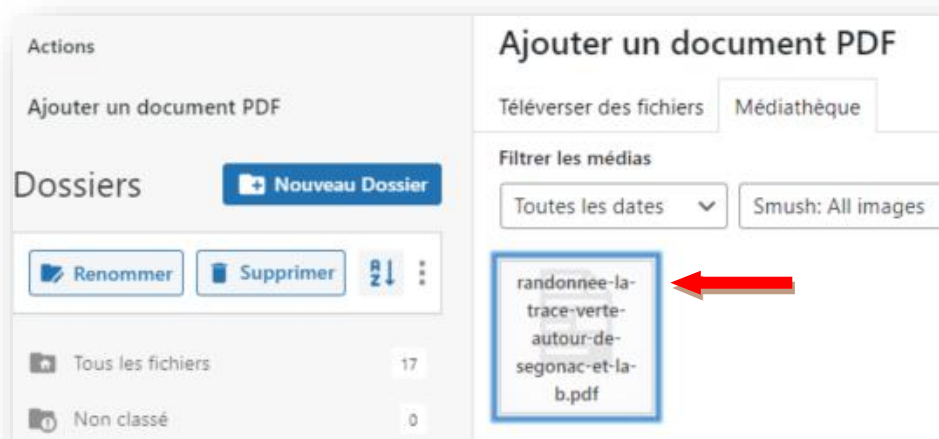 Actions
Ajouter un document PDF
Dossiers
Nouveau Dossier
Renommer
Supprimer
A
Z
Tous les fichiers
17
Non classé
0
Ajouter un document PDF
Téléverser des fichiers
Médiathèque
Filtrer les médias
Toutes les dates
Smush: All images
randonnee-la-
trace-verte-
autour-de-
segonac-et-la-
b.pdf